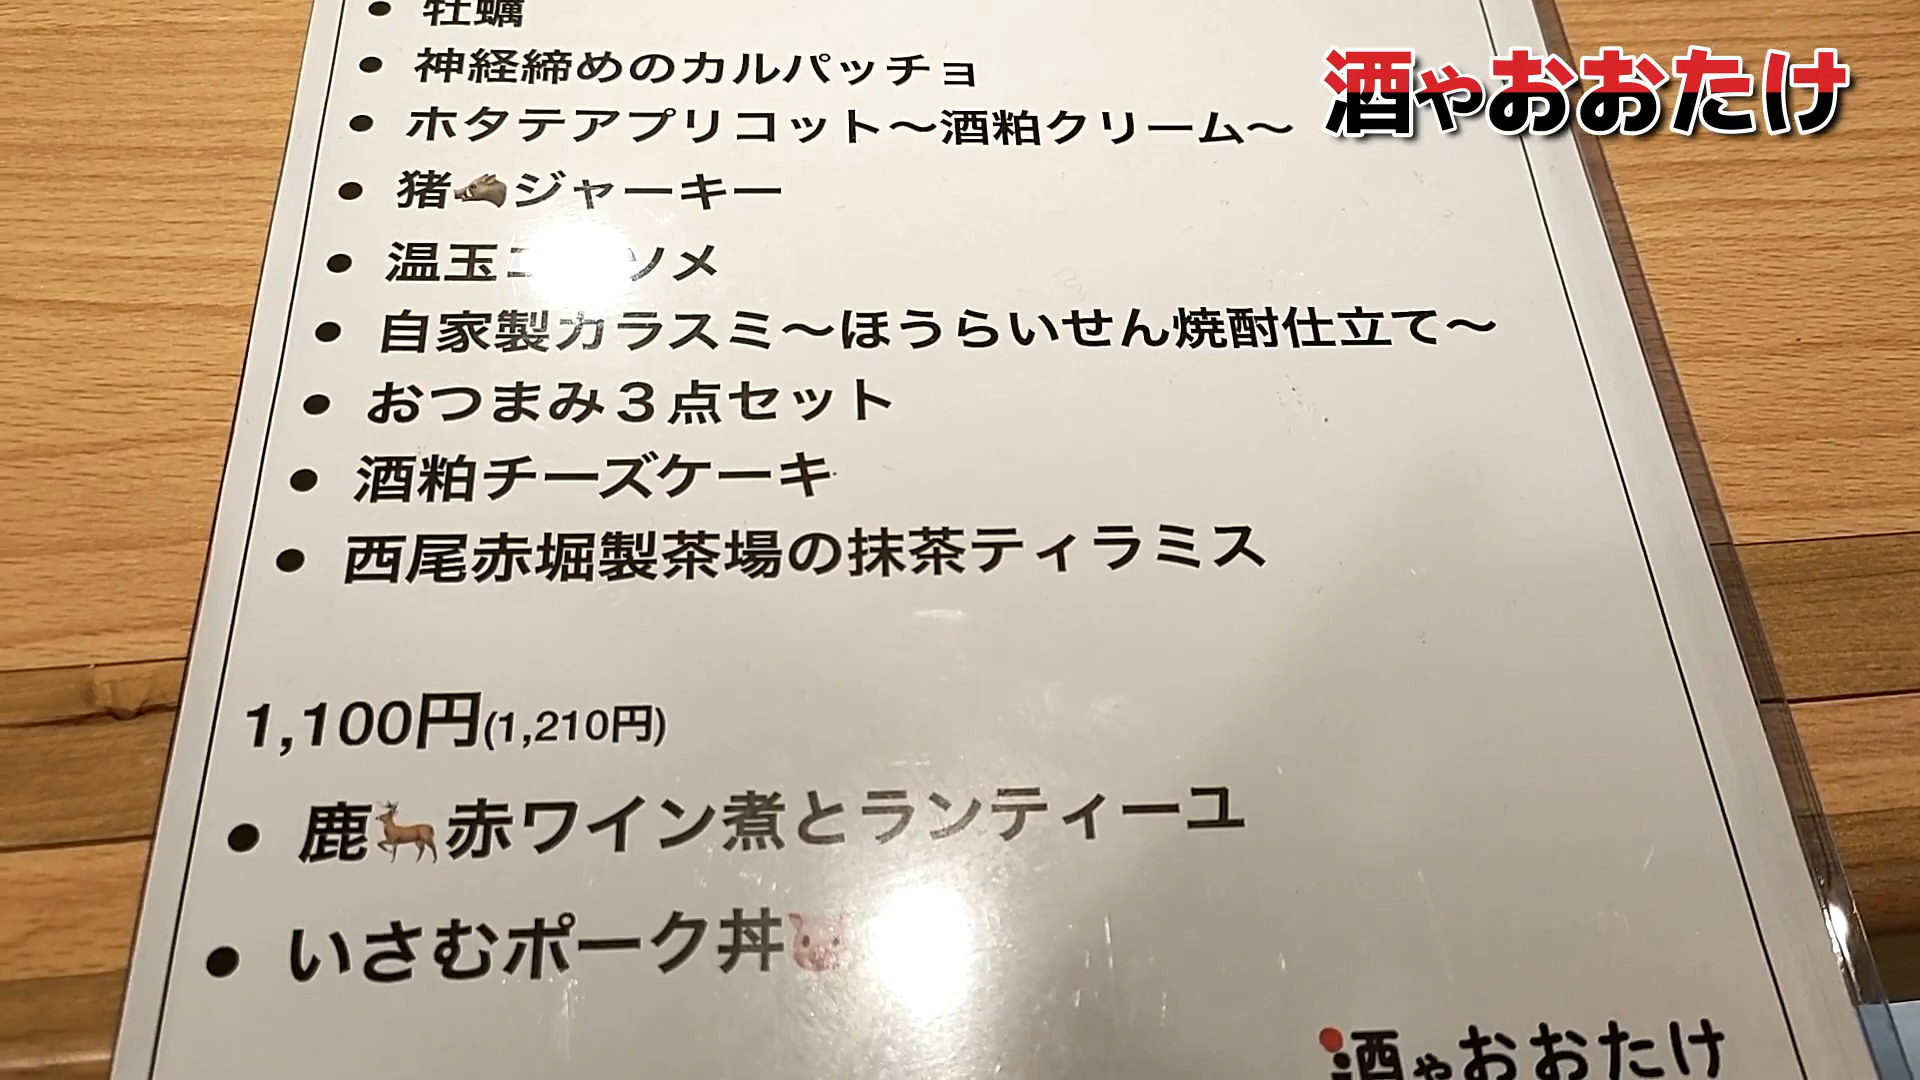 牡蠣
神経締めのカルパッチョ
酒やおおたけ
ホタテアプリコット～酒粕クリーム～
猪🐗ジャーキー
温玉 ソメ
自家製カラスミ～ほうらいせん焼酎仕立て～
おつまみ３点セット
酒粕チーズケーキ
西尾赤堀製茶場の抹茶ティラミス
1,100円(1,210円)
鹿🦌赤ワイン煮とランティーユ
いさむポーク丼🐷
酒やおおたけ